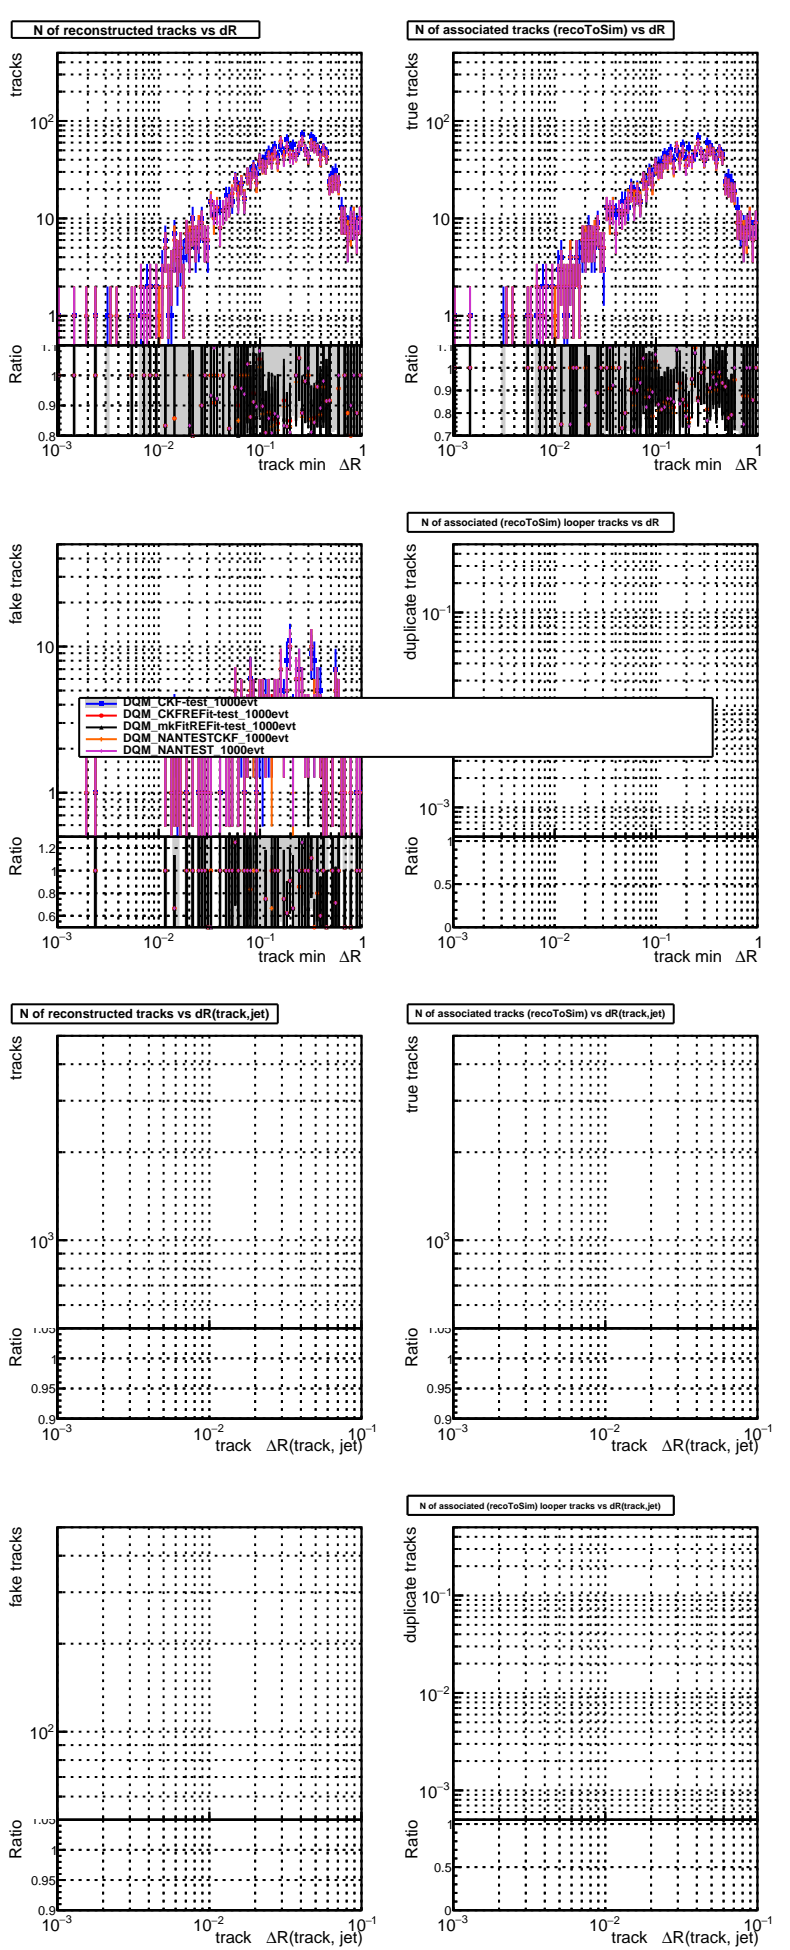 N of reconstructed tracks vs dR
tracks
10²
10
1
Ratio
1.1
1
0.9
0.8
10⁻³ 10⁻² 10⁻¹ 1
track min ΔR
N of associated tracks (recoToSim) vs dR
true tracks
10²
10
1
Ratio
1
0.9
0.8
0.7
10⁻³ 10⁻² 10⁻¹ 1
track min ΔR
fake tracks
10
1
Ratio
1.2
1
0.8
0.6
10⁻³ 10⁻² 10⁻¹ 1
track min ΔR
N of associated (recoToSim) looper tracks vs dR
duplicate tracks
10⁻¹
10⁻³
Ratio
1
0.5
0
10⁻³ 10⁻² 10⁻¹ 1
track min ΔR
DQM_CKF-test_1000evt
DQM_CKFREFit-test_1000evt
DQM_mkFitREFit-test_1000evt
DQM_NANTESTCKF_1000evt
DQM_NANTEST_1000evt
N of reconstructed tracks vs dR(track,jet)
tracks
10³
Ratio
1.05
1
0.95
0.9
10⁻³ 10⁻² 10⁻¹
track ΔR(track, jet)
N of associated tracks (recoToSim) vs dR(track,jet)
true tracks
10³
Ratio
1.05
1
0.95
0.9
10⁻³ 10⁻² 10⁻¹
track ΔR(track, jet)
fake tracks
10²
Ratio
1.05
1
0.95
0.9
10⁻³ 10⁻² 10⁻¹
track ΔR(track, jet)
N of associated (recoToSim) looper tracks vs dR(track,jet)
duplicate tracks
10⁻¹
10⁻²
10⁻³
Ratio
1
0.5
0
10⁻³ 10⁻² 10⁻¹
track ΔR(track, jet)